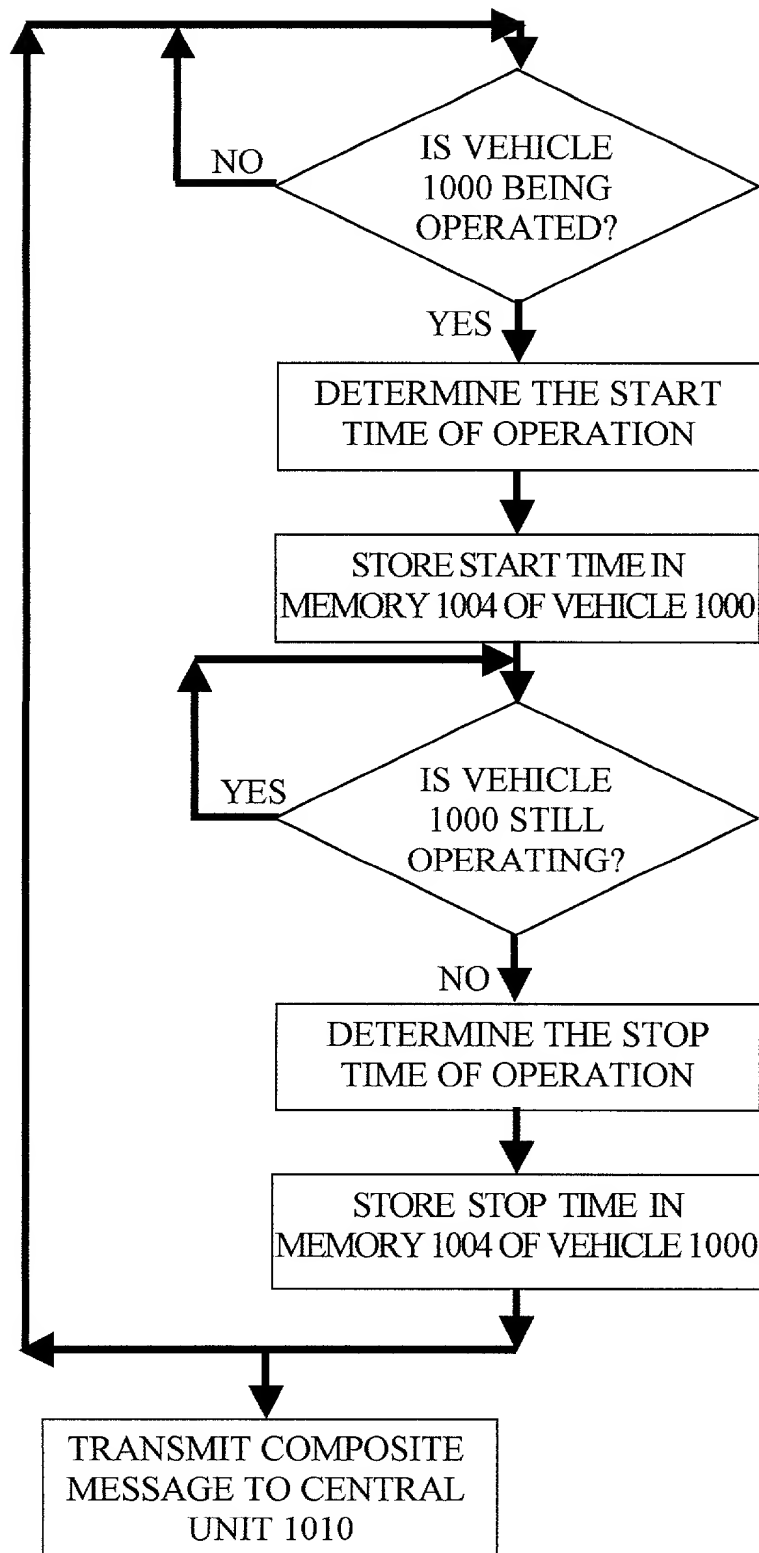 IS VEHICLE
1000 BEING
OPERATED?
NO
YES
DETERMINE THE START
TIME OF OPERATION
STORE START TIME IN
MEMORY 1004 OF VEHICLE 1000
IS VEHICLE
1000 STILL
OPERATING?
YES
NO
DETERMINE THE STOP
TIME OF OPERATION
STORE STOP TIME IN
MEMORY 1004 OF VEHICLE 1000
TRANSMIT COMPOSITE
MESSAGE TO CENTRAL
UNIT 1010